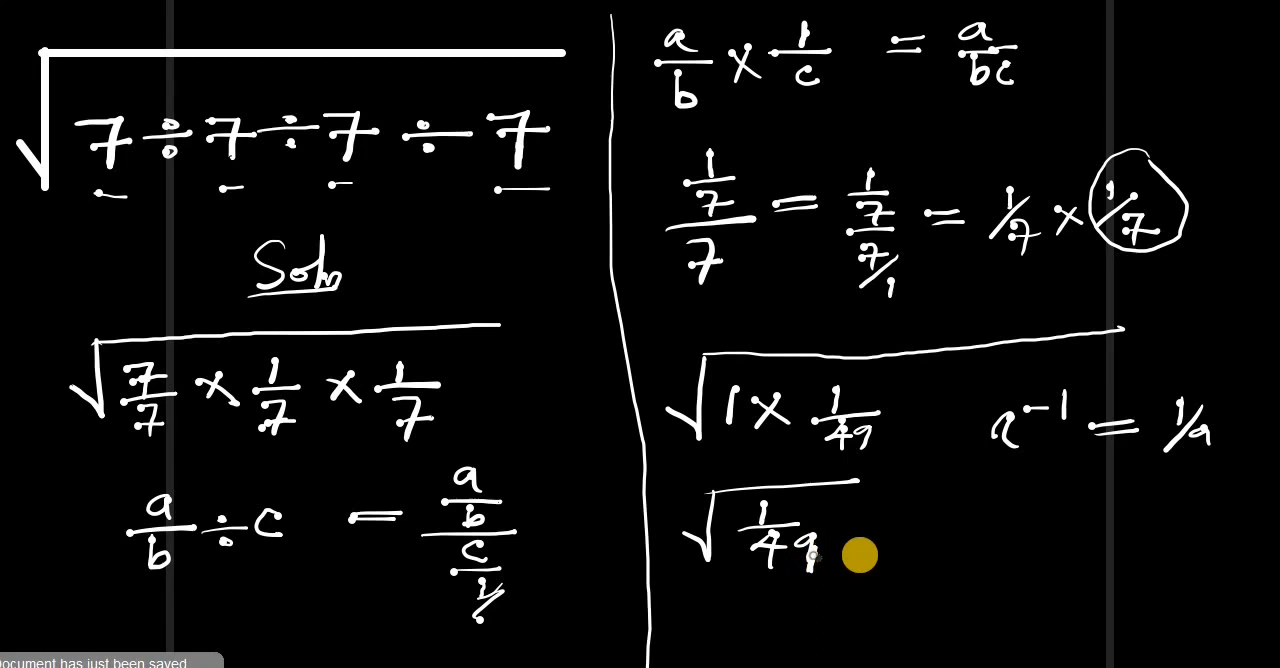 √(7 ÷ 7 ÷ 7 ÷ 7)
Soln
√(7/7 × 1/7 × 1/7)
a/b ÷ c = (a/b)/(c/1)
a/b × 1/c = a/bc
(1/7)/7 = (1/7)/(7/1) = 1/7 × 1/7
√(1 × 1/49) a⁻¹ = 1/a
√(1/49)
Document has just been saved